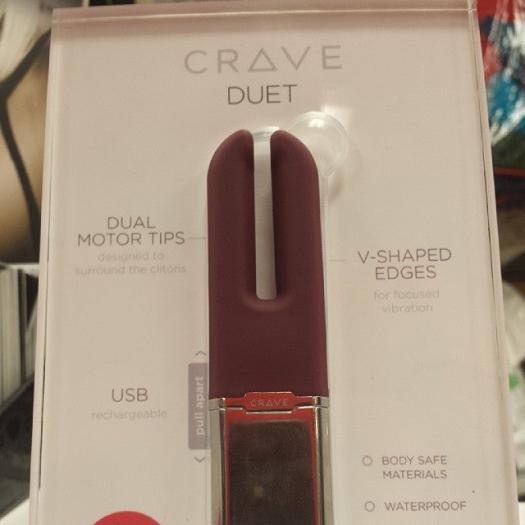 CRAVE
DUET
DUAL
MOTOR TIPS
designed to
surround the clitoris
V-SHAPED
EDGES
for focused
vibration
USB
rechargeable
pull apart
CRAVE
BODY SAFE
MATERIALS
WATERPROOF